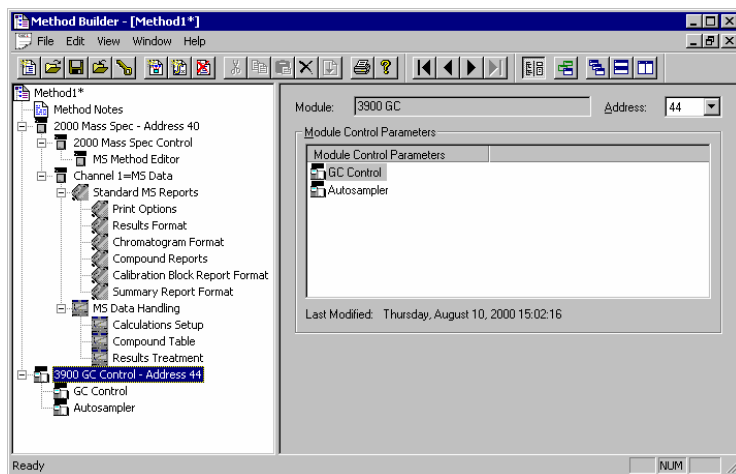 Method Builder - [Method1*]
File Edit View Window Help
Method1*
Method Notes
2000 Mass Spec - Address 40
2000 Mass Spec Control
MS Method Editor
Channel 1=MS Data
Standard MS Reports
Print Options
Results Format
Chromatogram Format
Compound Reports
Calibration Block Report Format
Summary Report Format
MS Data Handling
Calculations Setup
Compound Table
Results Treatment
3900 GC Control - Address 44
GC Control
Autosampler
Module: 3900 GC Address: 44
Module Control Parameters
Module Control Parameters
GC Control
Autosampler
Last Modified: Thursday, August 10, 2000 15:02:16
Ready NUM